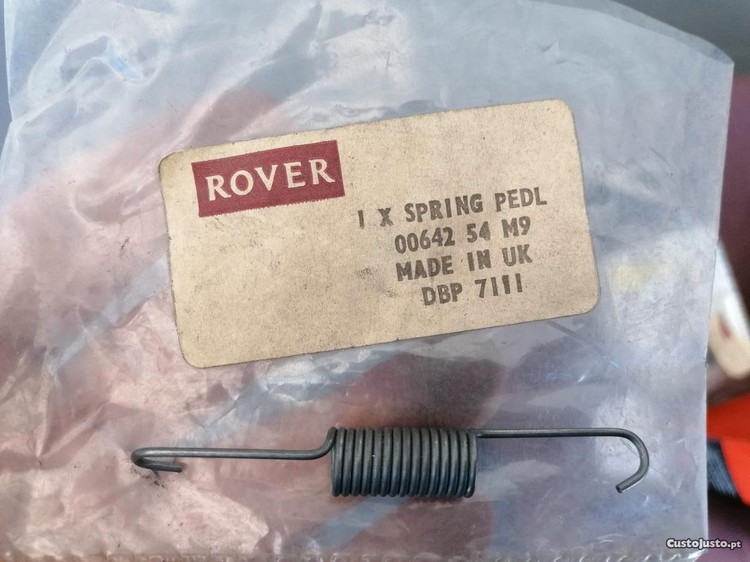 ROVER
1 X SPRING PEDL
00642 54 M9
MADE IN UK
DBP 7111
CustoJusto.pt